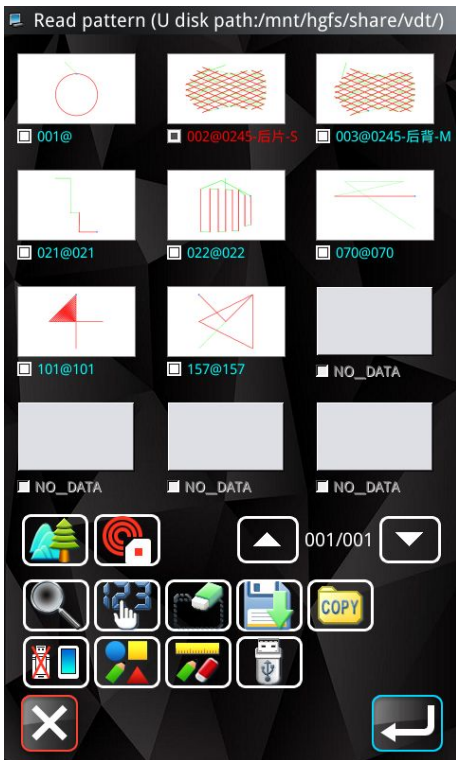 Read pattern (U disk path:/mnt/hgfs/share/vdt/)
001@
002@0245-后片-S
003@0245-后背-M
021@021
022@022
070@070
101@101
157@157
NO_DATA
NO_DATA
NO_DATA
NO_DATA
001/001
123
COPY